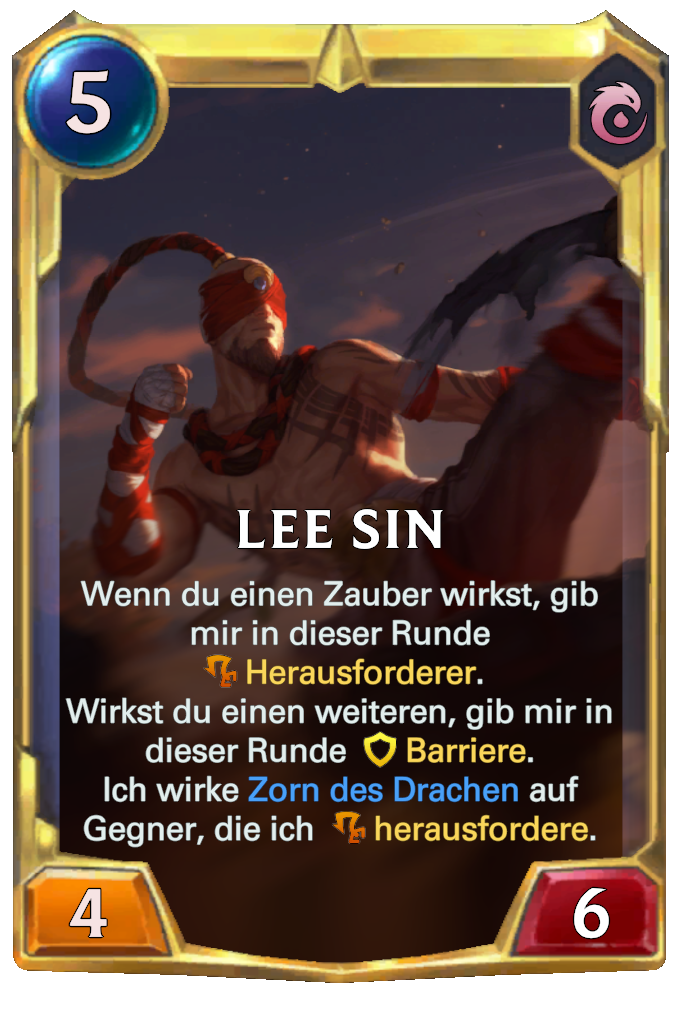 5
LEE SIN
Wenn du einen Zauber wirkst, gib
mir in dieser Runde
Herausforderer.
Wirkst du einen weiteren, gib mir in
dieser Runde Barriere.
Ich wirke Zorn des Drachen auf
Gegner, die ich herausfordere.
4
6